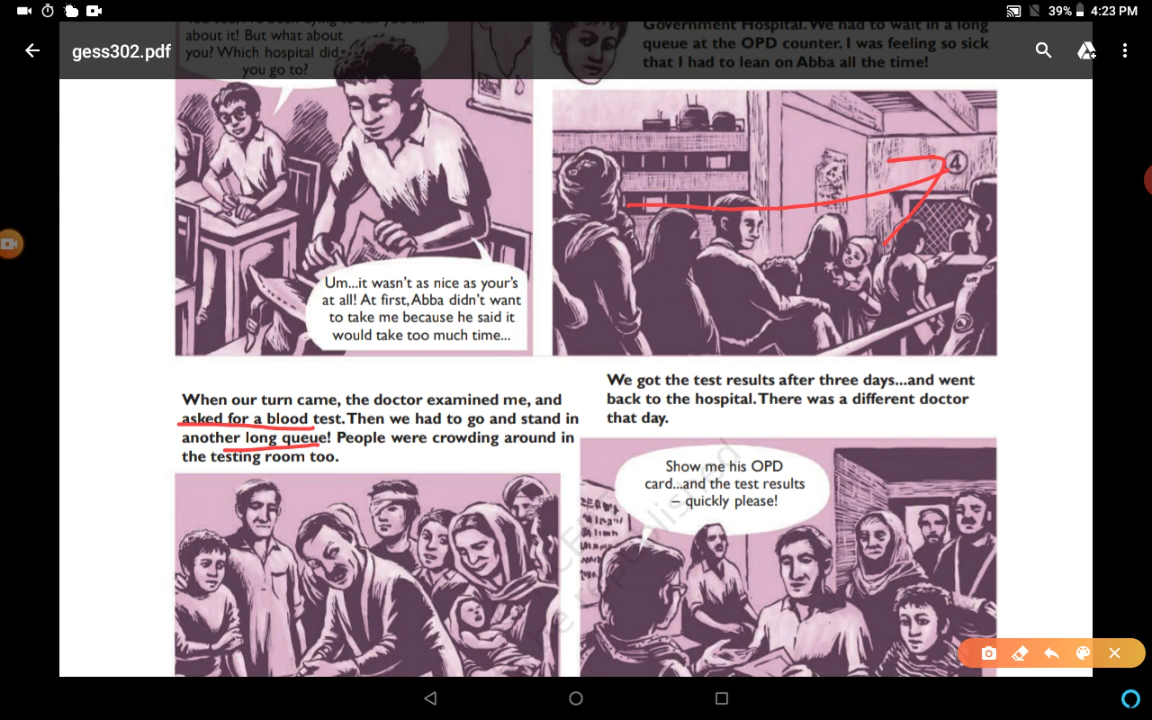 39% 4:23 PM
gess302.pdf
about it! But what about
you? Which hospital did
you go to?
Government Hospital. We had to wait in a long
queue at the OPD counter. I was feeling so sick
that I had to lean on Abba all the time!
4
Um...it wasn't as nice as your's
at all! At first, Abba didn't want
to take me because he said it
would take too much time...
When our turn came, the doctor examined me, and
asked for a blood test. Then we had to go and stand in
another long queue! People were crowding around in
the testing room too.
We got the test results after three days...and went
back to the hospital. There was a different doctor
that day.
Show me his OPD
card...and the test results
– quickly please!